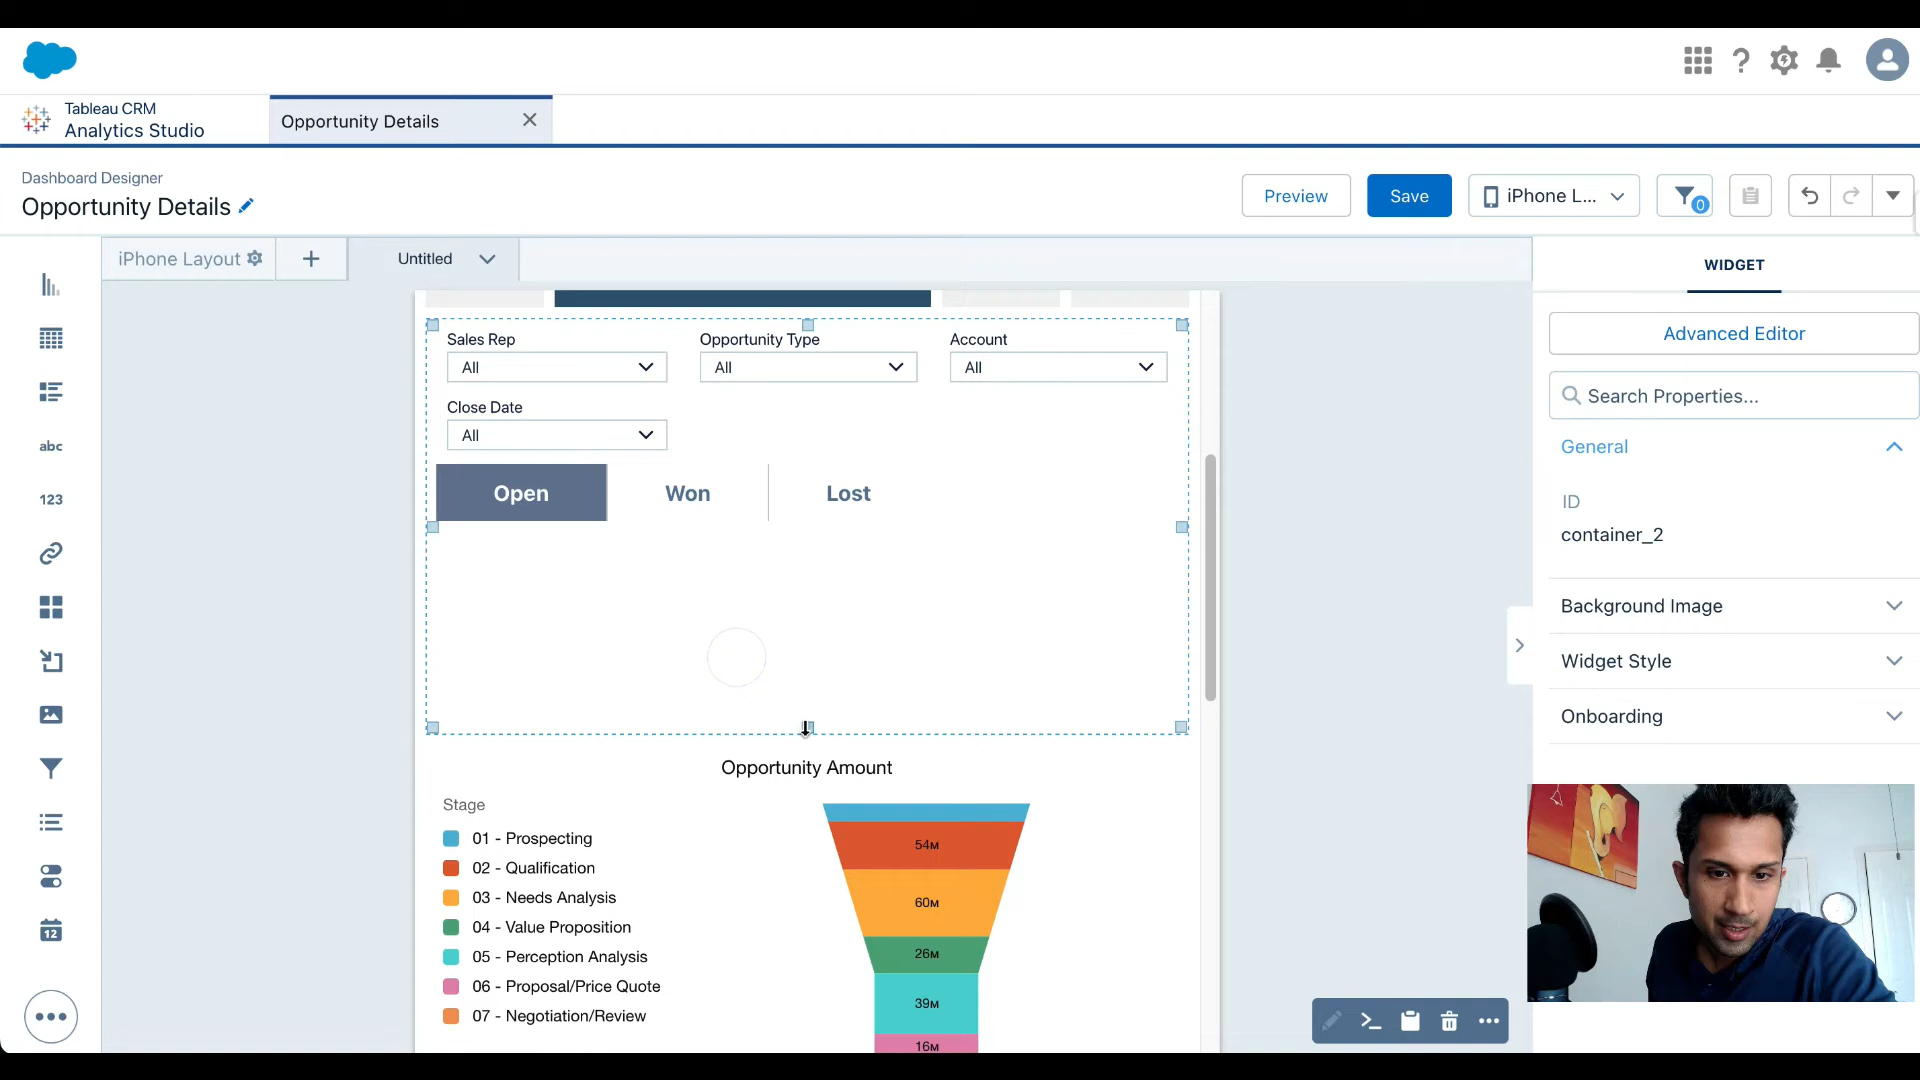 Tableau CRM
Analytics Studio
Opportunity Details
Dashboard Designer
Opportunity Details
Preview
Save
iPhone L...
0
iPhone Layout
Untitled
WIDGET
Advanced Editor
Search Properties...
General
ID
container_2
Background Image
Widget Style
Onboarding
abc
123
12
Sales Rep
Opportunity Type
Account
All
All
All
Close Date
All
Open
Won
Lost
Opportunity Amount
Stage
01 - Prospecting
02 - Qualification
03 - Needs Analysis
04 - Value Proposition
05 - Perception Analysis
06 - Proposal/Price Quote
07 - Negotiation/Review
54M
60M
26M
39M
16M